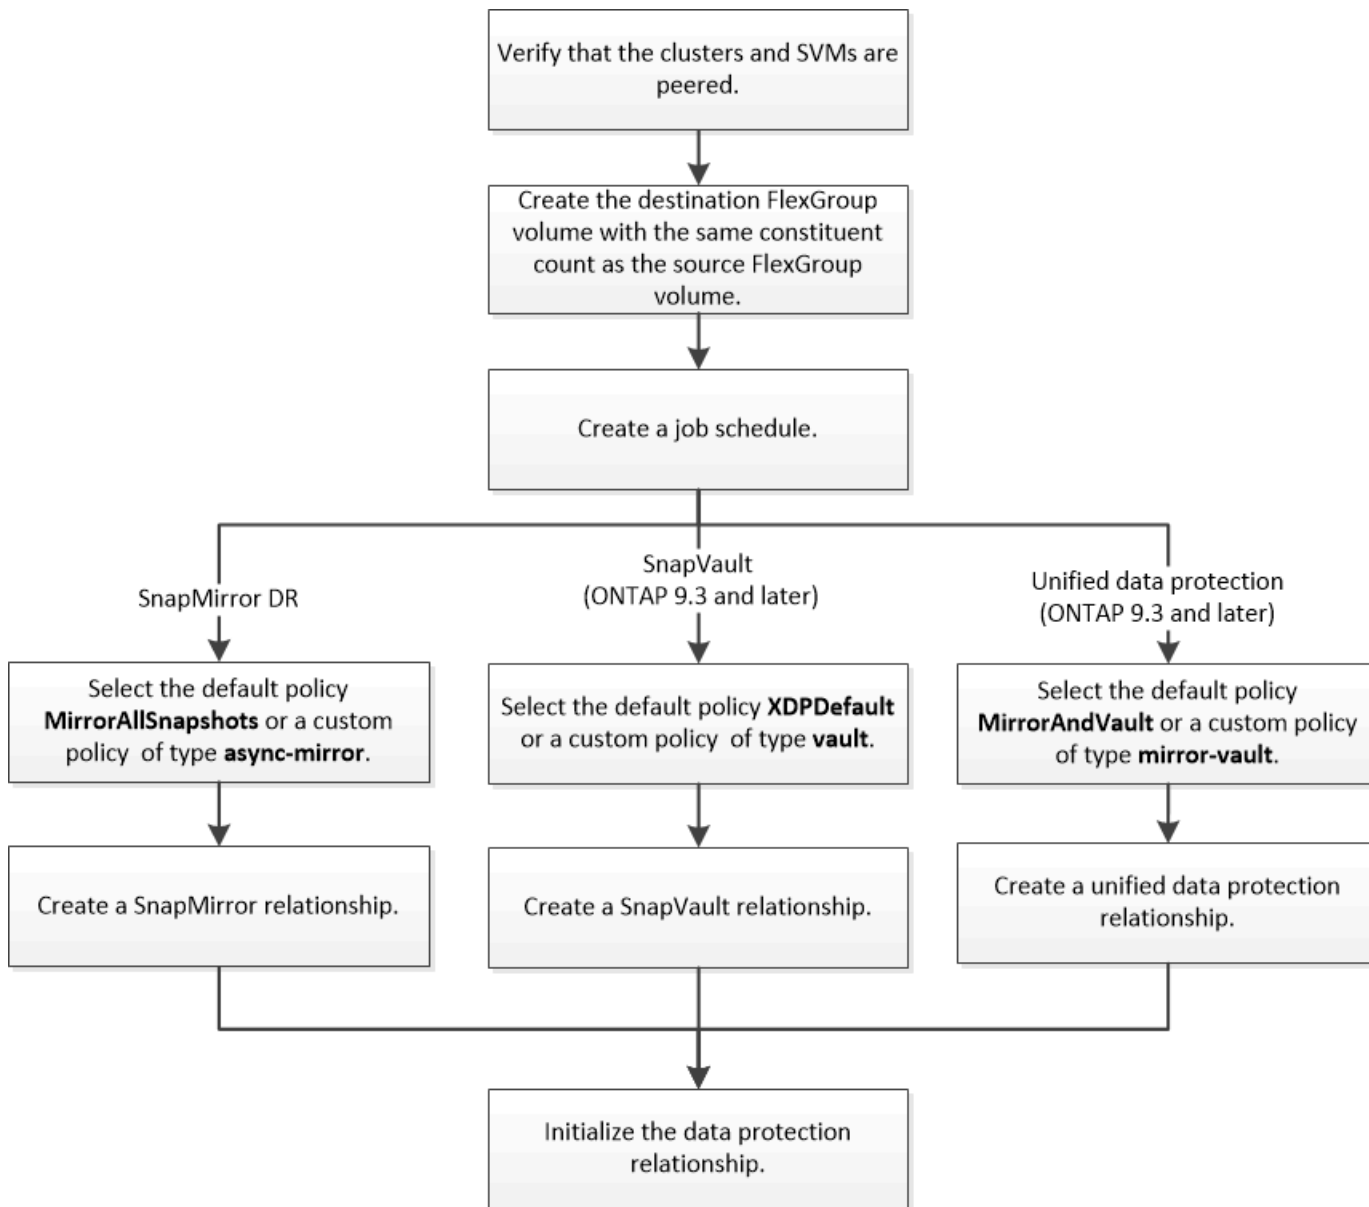 Verify that the clusters and SVMs are
peered.
Create the destination FlexGroup
volume with the same constituent
count as the source FlexGroup
volume.
Create a job schedule.
SnapMirror DR
SnapVault
(ONTAP 9.3 and later)
Unified data protection
(ONTAP 9.3 and later)
Select the default policy
MirrorAllSnapshots or a custom
policy of type async-mirror.
Select the default policy XDPDefault
or a custom policy of type vault.
Select the default policy
MirrorAndVault or a custom policy
of type mirror-vault.
Create a SnapMirror relationship.
Create a SnapVault relationship.
Create a unified data protection
relationship.
Initialize the data protection
relationship.